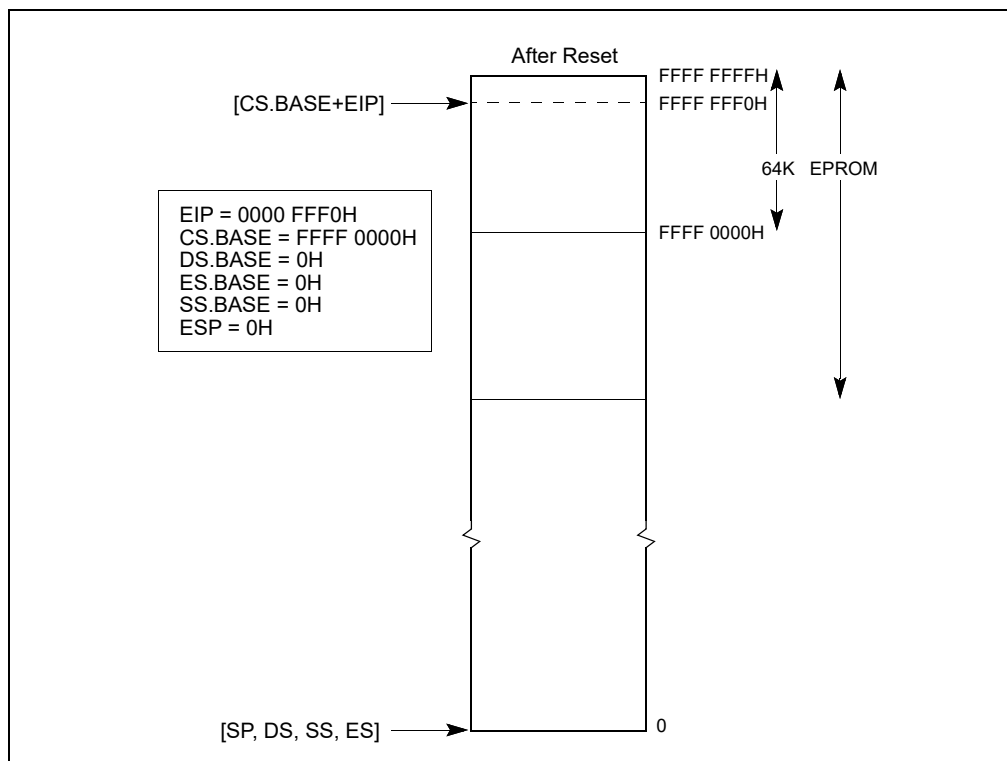 After Reset
FFFF FFFFH
[CS.BASE+EIP]
FFFF FFF0H
64K
EPROM
EIP = 0000 FFF0H
CS.BASE = FFFF 0000H
DS.BASE = 0H
ES.BASE = 0H
SS.BASE = 0H
ESP = 0H
FFFF 0000H
[SP, DS, SS, ES]
0